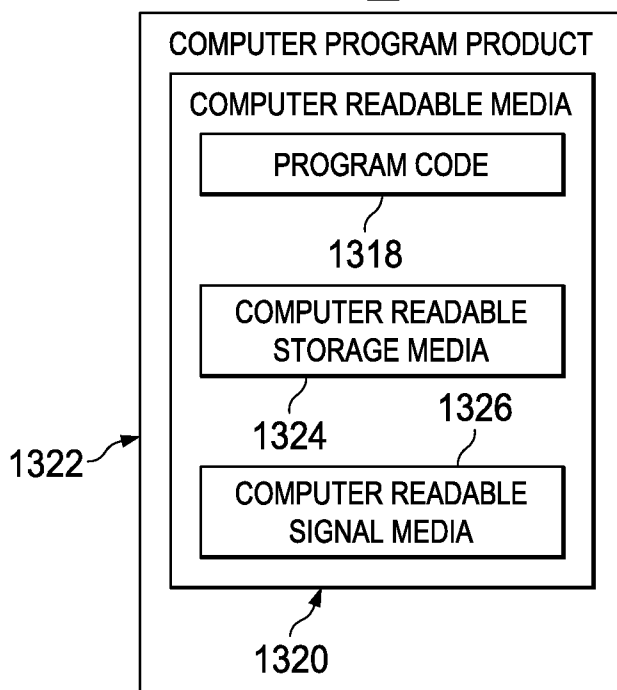 COMPUTER PROGRAM PRODUCT
COMPUTER READABLE MEDIA
PROGRAM CODE
1318
COMPUTER READABLE
STORAGE MEDIA
1324
1326
1322
COMPUTER READABLE
SIGNAL MEDIA
1320